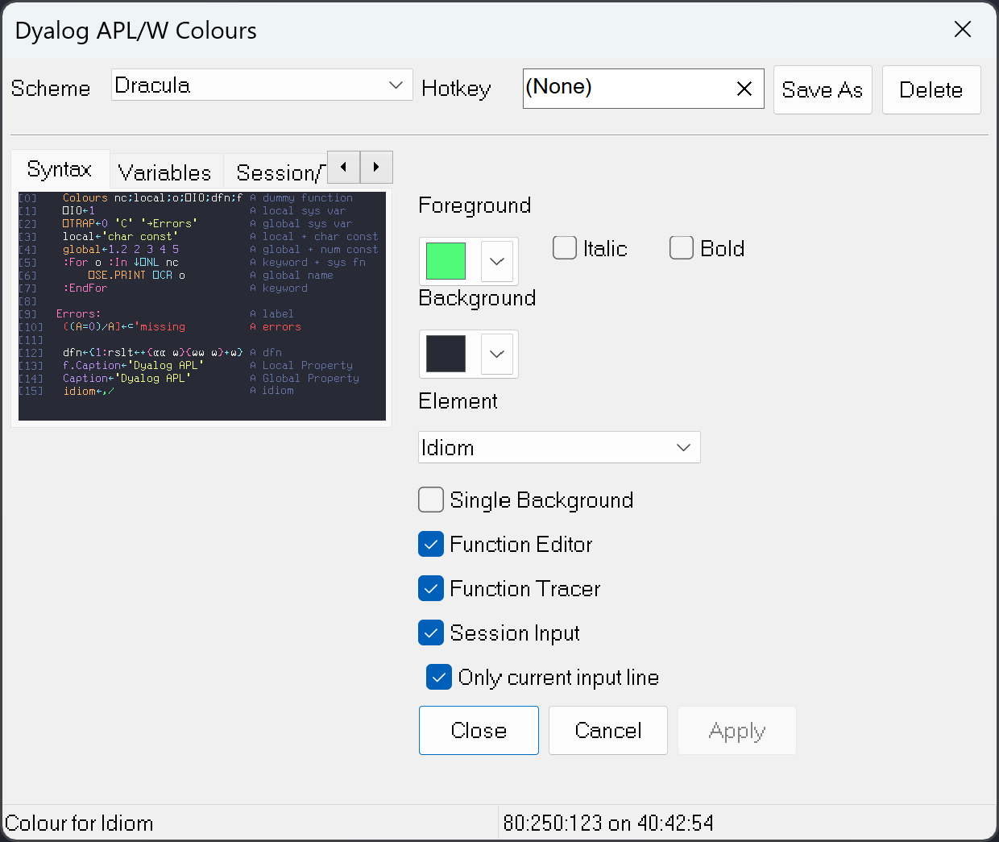 Dyalog APL/W Colours
Scheme Dracula Hotkey (None) Save As Delete
Syntax Variables Session/
[0] Colours nc;local;o;⎕IO;dfn;f ⍝ dummy function
[1] ⎕IO←1 ⍝ local sys var
[2] ⎕TRAP←0 'C' '→Errors' ⍝ global sys var
[3] local←'char const' ⍝ local + char const
[4] global←1.2 2 3 4 5 ⍝ global + num const
[5] :For o :In ↓⎕NL nc ⍝ keyword + sys fn
[6] ⎕SE.PRINT ⎕CR o ⍝ global name
[7] :EndFor ⍝ keyword
[8]
[9] Errors: ⍝ label
[10] ((A=0)/A]←⊂'missing ⍝ errors
[11]
[12] dfn←{1:rslt←+{⍺⍺ ⍵}{⍵⍵ ⍵}+⍵} ⍝ dfn
[13] f.Caption←'Dyalog APL' ⍝ Local Property
[14] Caption←'Dyalog APL' ⍝ Global Property
[15] idiom←,/ ⍝ idiom
Foreground
Italic Bold
Background
Element
Idiom
Single Background
Function Editor
Function Tracer
Session Input
Only current input line
Close Cancel Apply
Colour for Idiom 80:250:123 on 40:42:54